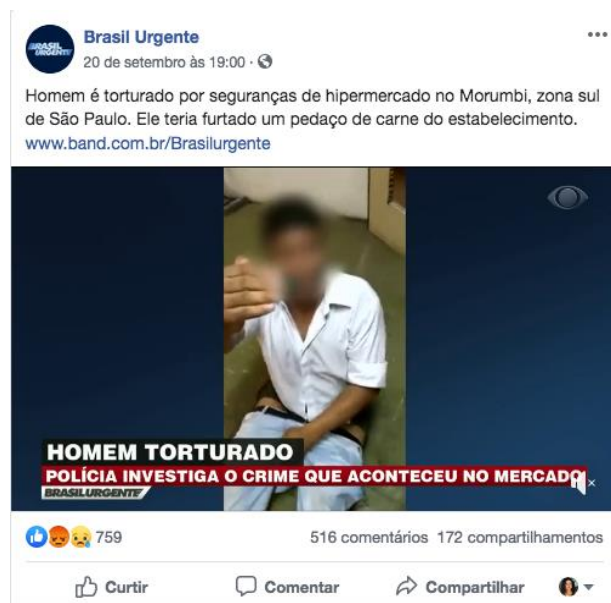 BRASIL
URGENTE
Brasil Urgente
20 de setembro às 19:00 ·
Homem é torturado por seguranças de hipermercado no Morumbi, zona sul
de São Paulo. Ele teria furtado um pedaço de carne do estabelecimento.
www.band.com.br/Brasilurgente
HOMEM TORTURADO
POLÍCIA INVESTIGA O CRIME QUE ACONTECEU NO MERCADO
BRASILURGENTE
759
516 comentários 172 compartilhamentos
Curtir Comentar Compartilhar